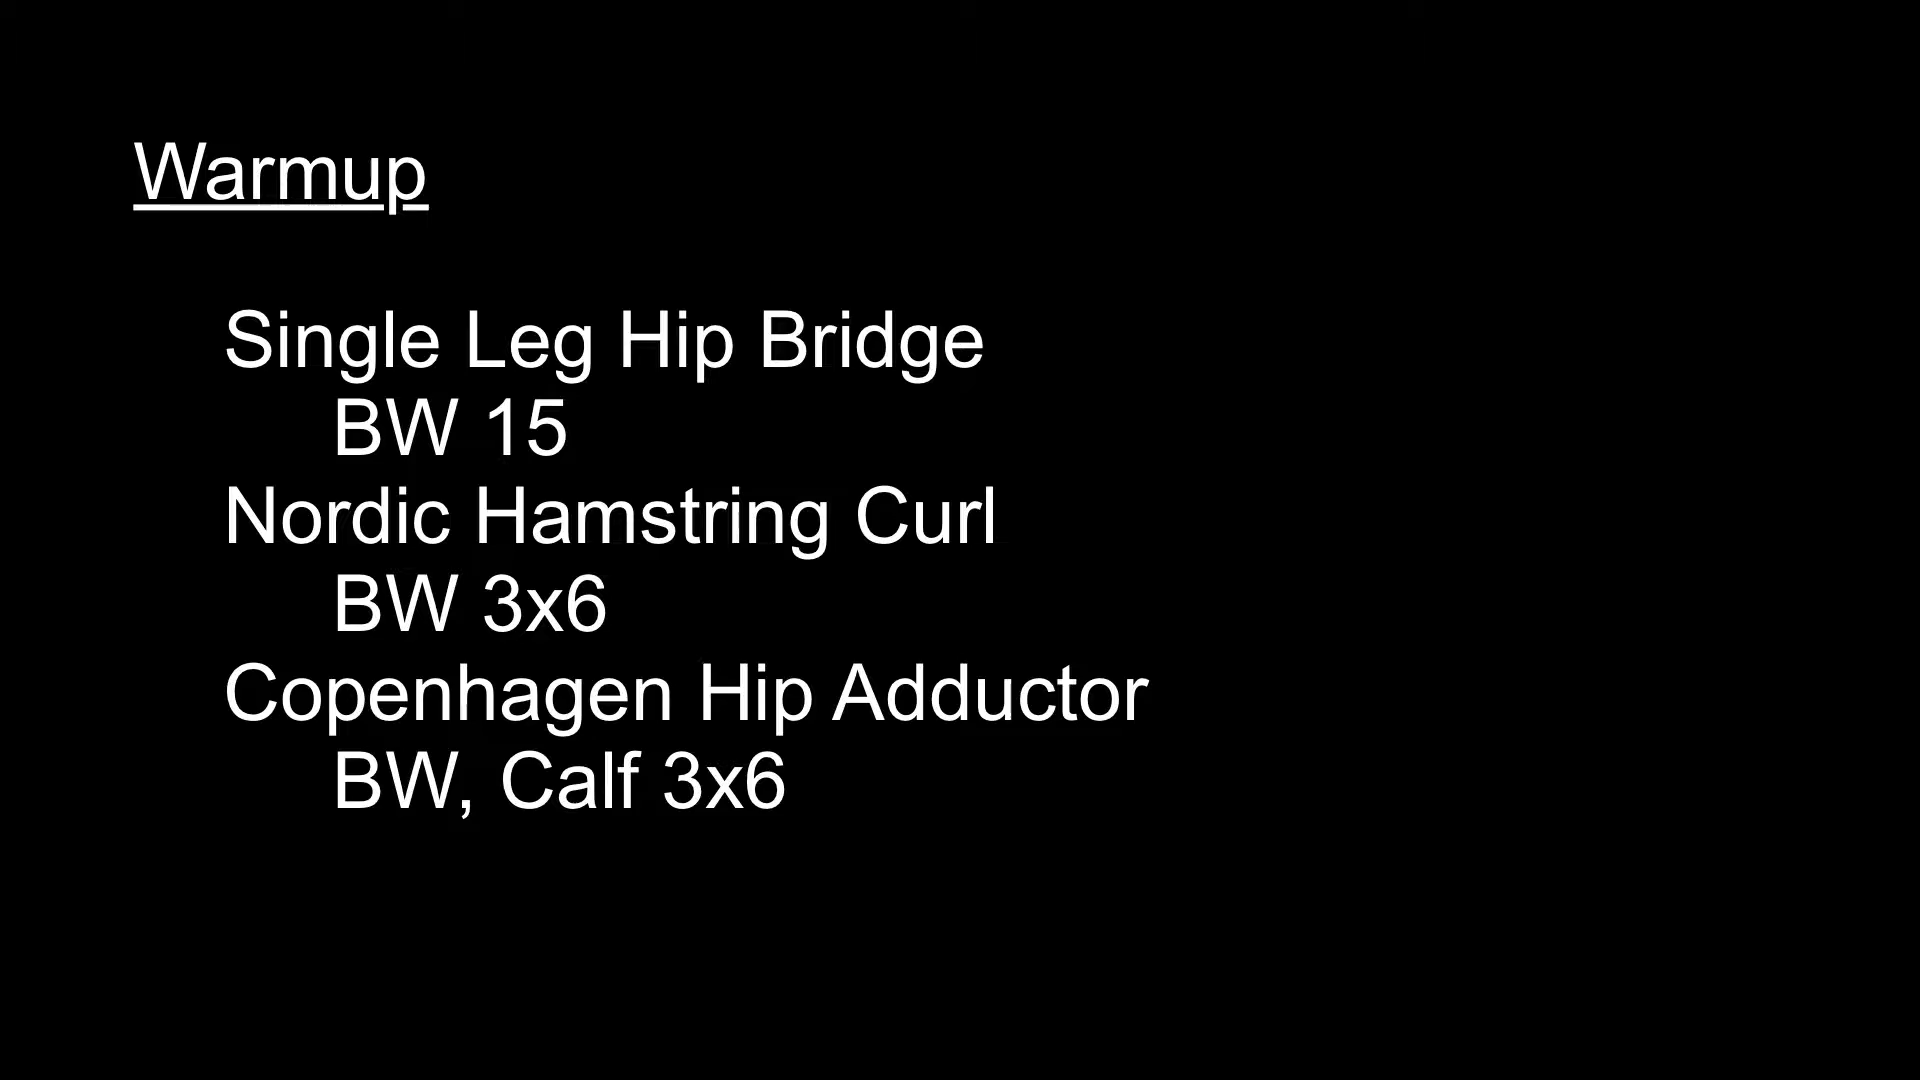 Warmup
Single Leg Hip Bridge
BW 15
Nordic Hamstring Curl
BW 3x6
Copenhagen Hip Adductor
BW, Calf 3x6